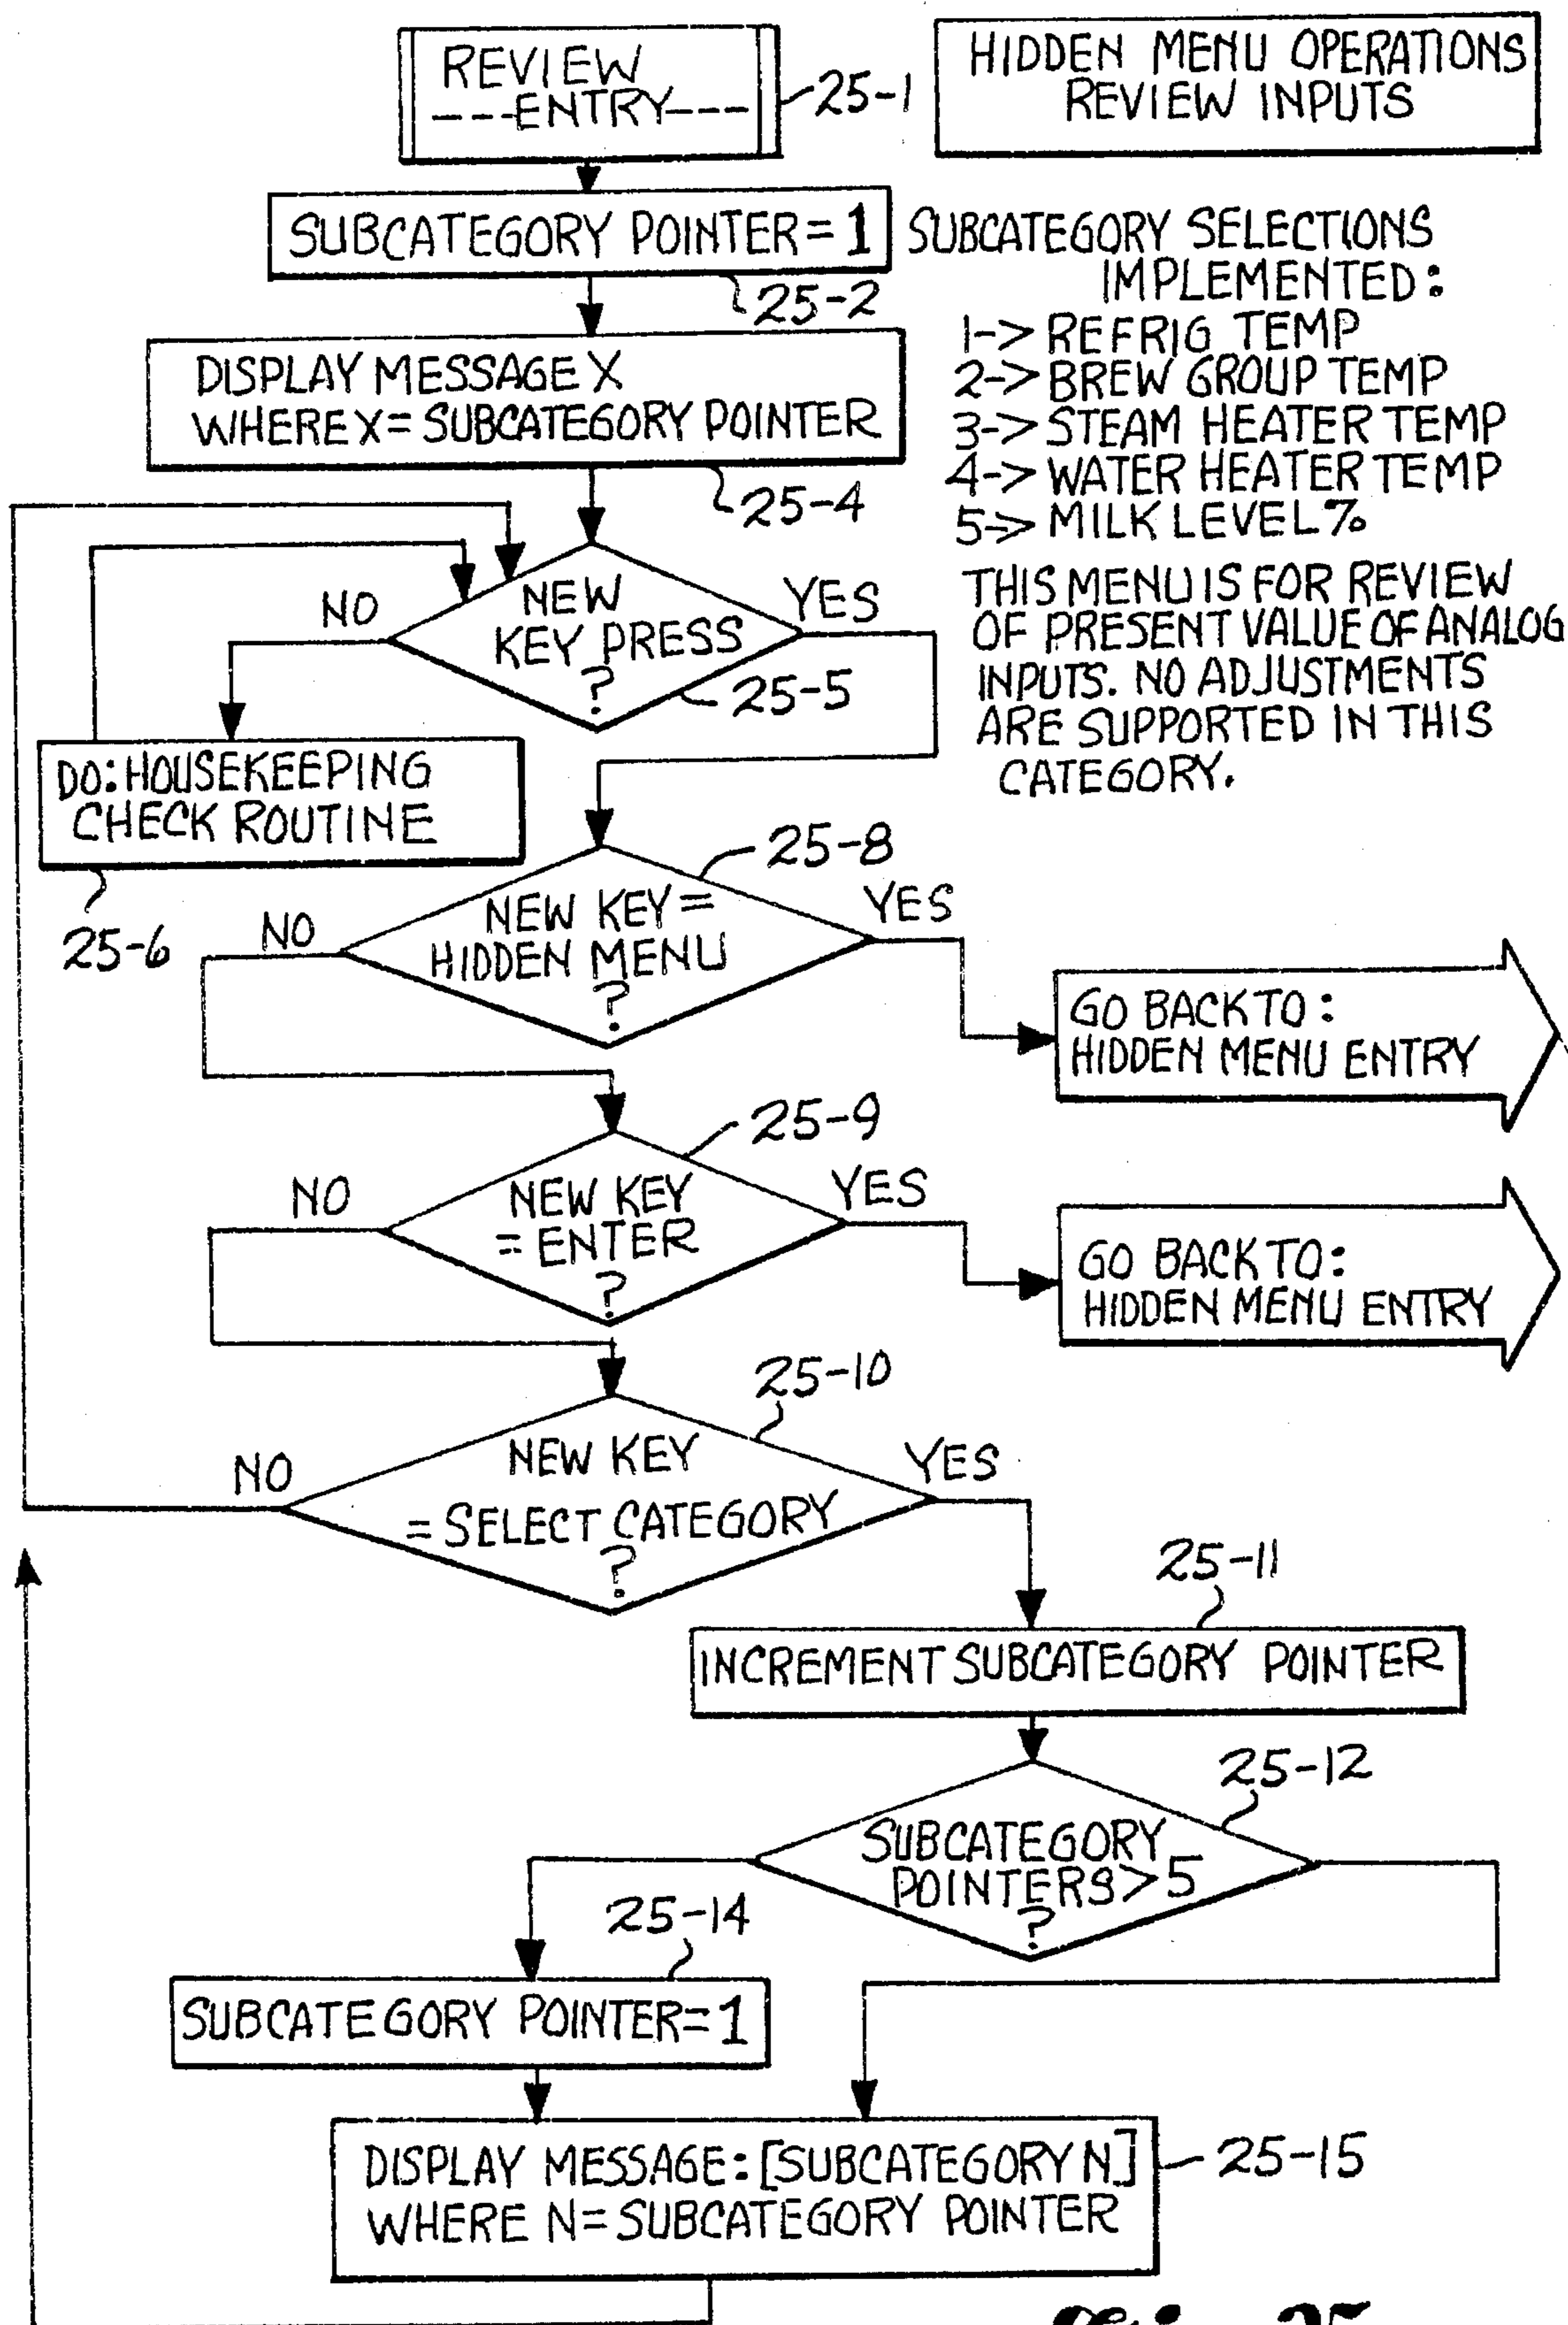 REVIEW
---ENTRY---
25-1
HIDDEN MENU OPERATIONS
REVIEW INPUTS
SUBCATEGORY POINTER = 1
25-2
SUBCATEGORY SELECTIONS
IMPLEMENTED:
1-> REFRIG TEMP
2-> BREW GROUP TEMP
3-> STEAM HEATER TEMP
4-> WATER HEATER TEMP
5-> MILK LEVEL %
THIS MENU IS FOR REVIEW
OF PRESENT VALUE OF ANALOG
INPUTS. NO ADJUSTMENTS
ARE SUPPORTED IN THIS
CATEGORY.
DISPLAY MESSAGE X
WHERE X = SUBCATEGORY POINTER
25-4
NO
NEW
KEY PRESS
?
YES
25-5
DO: HOUSEKEEPING
CHECK ROUTINE
25-6
25-8
NO
NEW KEY =
HIDDEN MENU
?
YES
GO BACK TO:
HIDDEN MENU ENTRY
25-9
NO
NEW KEY
= ENTER
?
YES
GO BACK TO:
HIDDEN MENU ENTRY
25-10
NO
NEW KEY
= SELECT CATEGORY
?
YES
25-11
INCREMENT SUBCATEGORY POINTER
25-12
SUBCATEGORY
POINTERS > 5
?
25-14
SUBCATEGORY POINTER = 1
DISPLAY MESSAGE: [SUBCATEGORY N]
WHERE N = SUBCATEGORY POINTER
25-15